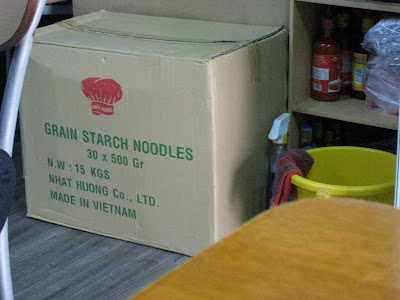 GRAIN STARCH NOODLES
30 x 500 Gr
N.W : 15 KGS
NHAT HUONG Co., LTD.
MADE IN VIETNAM